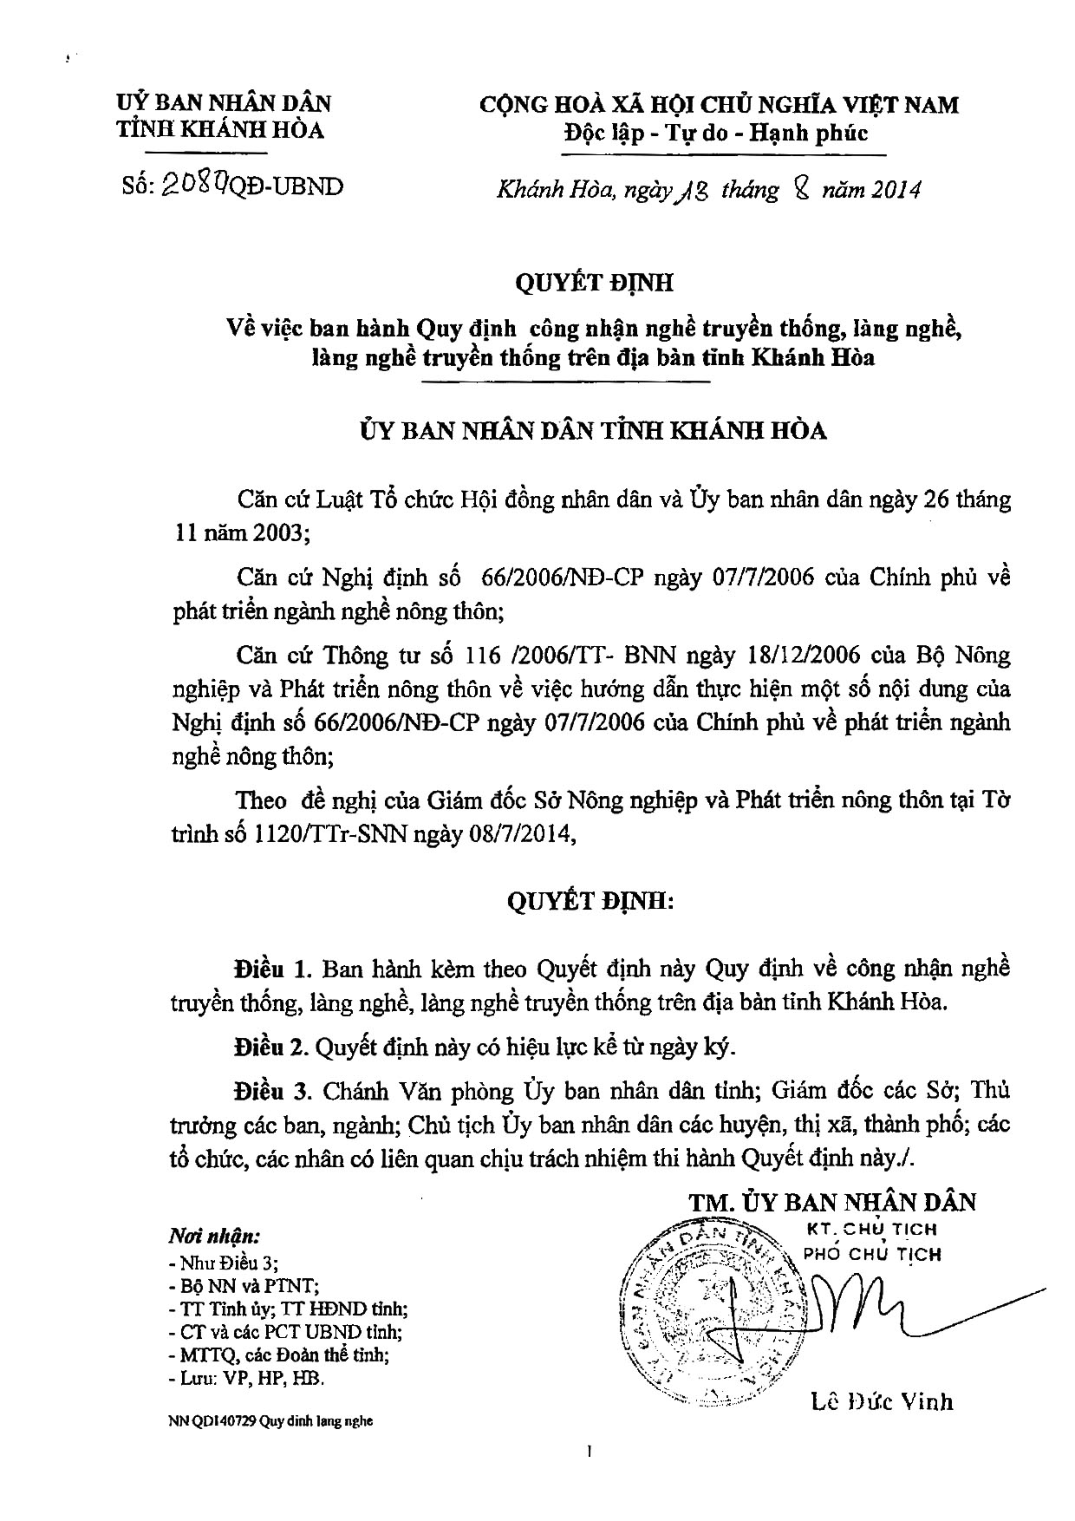 UỶ BAN NHÂN DÂN
TỈNH KHÁNH HÒA
CỘNG HOÀ XÃ HỘI CHỦ NGHĨA VIỆT NAM
Độc lập - Tự do - Hạnh phúc
Số: QĐ-UBND
Khánh Hòa, ngày 13 tháng 8 năm 2014
QUYẾT ĐỊNH
Về việc ban hành Quy định công nhận nghề truyền thống, làng nghề,
làng nghề truyền thống trên địa bàn tỉnh Khánh Hòa
ỦY BAN NHÂN DÂN TỈNH KHÁNH HÒA
Căn cứ Luật Tổ chức Hội đồng nhân dân và Ủy ban nhân dân ngày 26 tháng
11 năm 2003;
Căn cứ Nghị định số 66/2006/NĐ-CP ngày 07/7/2006 của Chính phủ về
phát triển ngành nghề nông thôn;
Căn cứ Thông tư số 116 /2006/TT- BNN ngày 18/12/2006 của Bộ Nông
nghiệp và Phát triển nông thôn về việc hướng dẫn thực hiện một số nội dung của
Nghị định số 66/2006/NĐ-CP ngày 07/7/2006 của Chính phủ về phát triển ngành
nghề nông thôn;
Theo đề nghị của Giám đốc Sở Nông nghiệp và Phát triển nông thôn tại Tờ
trình số 1120/TTr-SNN ngày 08/7/2014,
QUYẾT ĐỊNH:
Điều 1. Ban hành kèm theo Quyết định này Quy định về công nhận nghề
truyền thống, làng nghề, làng nghề truyền thống trên địa bàn tỉnh Khánh Hòa.
Điều 2. Quyết định này có hiệu lực kể từ ngày ký.
Điều 3. Chánh Văn phòng Ủy ban nhân dân tỉnh; Giám đốc các Sở; Thủ
trưởng các ban, ngành; Chủ tịch Ủy ban nhân dân các huyện, thị xã, thành phố; các
tổ chức, các nhân có liên quan chịu trách nhiệm thi hành Quyết định này./.
TM. ỦY BAN NHÂN DÂN
KT. CHỦ TỊCH
PHÓ CHỦ TỊCH
ỦY BAN NHÂN DÂN TỈNH KHÁNH HÒA
Lê Đức Vinh
Nơi nhận:
- Như Điều 3;
- Bộ NN và PTNT;
- TT Tỉnh ủy; TT HĐND tỉnh;
- CT và các PCT UBND tỉnh;
- MTTQ, các Đoàn thể tỉnh;
- Lưu: VP, HP, HB.
NN QD140729 Quy dinh lang nghe
1